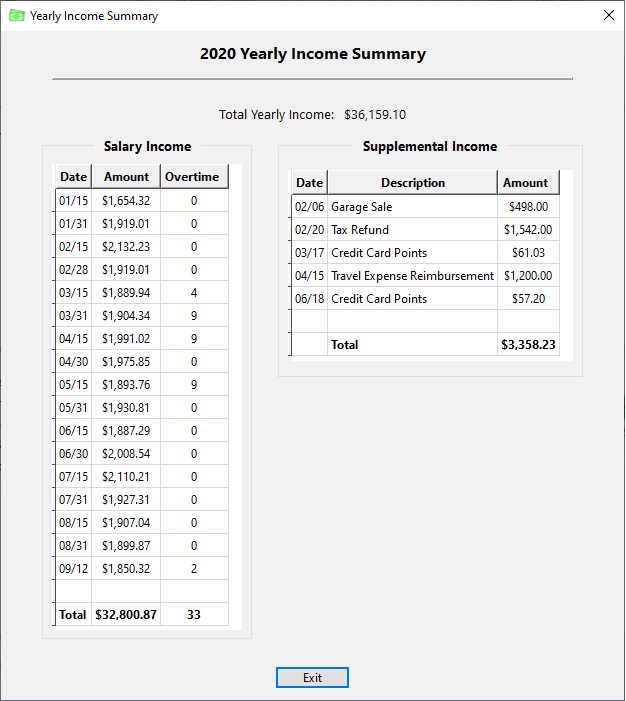 Yearly Income Summary
2020 Yearly Income Summary
Total Yearly Income: $36,159.10
Salary Income
Date Amount Overtime
01/15 $1,654.32 0
01/31 $1,919.01 0
02/15 $2,132.23 0
02/28 $1,919.01 0
03/15 $1,889.94 4
03/31 $1,904.34 9
04/15 $1,991.02 9
04/30 $1,975.85 0
05/15 $1,893.76 9
05/31 $1,930.81 0
06/15 $1,887.29 0
06/30 $2,008.54 0
07/15 $2,110.21 0
07/31 $1,927.31 0
08/15 $1,907.04 0
08/31 $1,899.87 0
09/12 $1,850.32 2
Total $32,800.87 33
Supplemental Income
Date Description Amount
02/06 Garage Sale $498.00
02/20 Tax Refund $1,542.00
03/17 Credit Card Points $61.03
04/15 Travel Expense Reimbursement $1,200.00
06/18 Credit Card Points $57.20
Total $3,358.23
Exit